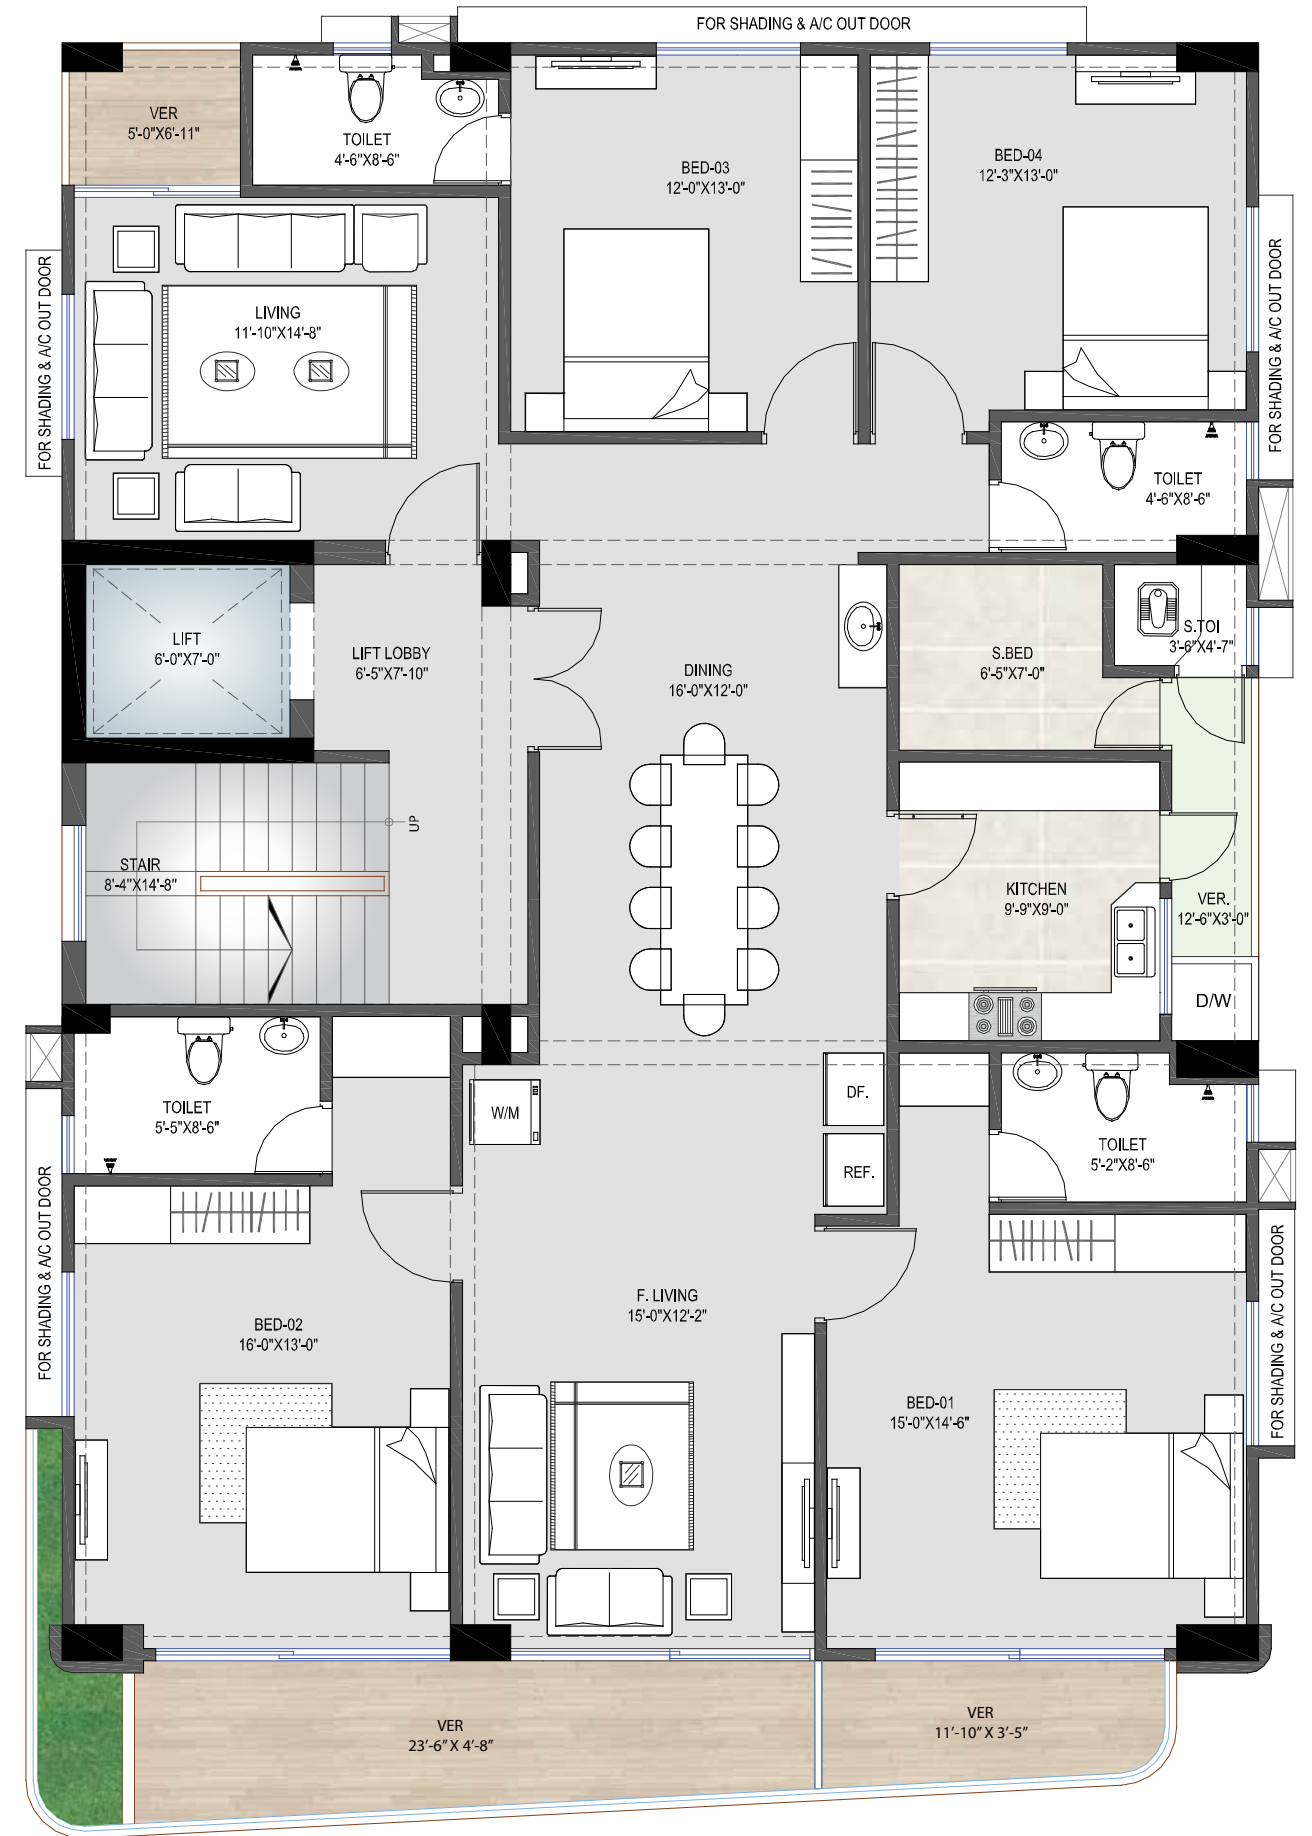 FOR SHADING & A/C OUT DOOR
VER
5'-0"X6'-11"
TOILET
4'-6"X8'-6"
BED-03
12'-0"X13'-0"
BED-04
12'-3"X13'-0"
FOR SHADING & A/C OUT DOOR
FOR SHADING & A/C OUT DOOR
LIVING
11'-10"X14'-8"
TOILET
4'-6"X8'-6"
LIFT
6'-0"X7'-0"
LIFT LOBBY
6'-5"X7'-10"
DINING
16'-0"X12'-0"
S.BED
6'-5"X7'-0"
S.TOI
3'-6"X4'-7"
UP
STAIR
8'-4"X14'-8"
KITCHEN
9'-9"X9'-0"
VER.
12'-6"X3'-0"
D/W
TOILET
5'-5"X8'-6"
W/M
DF.
REF.
TOILET
5'-2"X8'-6"
FOR SHADING & A/C OUT DOOR
FOR SHADING & A/C OUT DOOR
BED-02
16'-0"X13'-0"
F. LIVING
15'-0"X12'-2"
BED-01
15'-0"X14'-6"
VER
23'-6" X 4'-8"
VER
11'-10" X 3'-5"